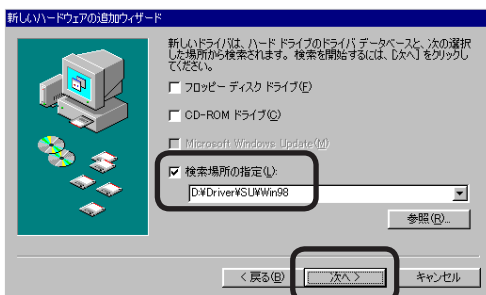 新しいハードウェアの追加ウィザード
新しいドライバは、ハード ドライブのドライバ データベースと、次の選択
した場所から検索されます。検索を開始するには、[次へ] をクリックし
てください。
フロッピー ディスク ドライブ(F)
CD-ROM ドライブ(C)
Microsoft Windows Update(M)
検索場所の指定(L):
D:¥Driver¥SU¥Win98
参照(R)...
< 戻る(B)
次へ >
キャンセル